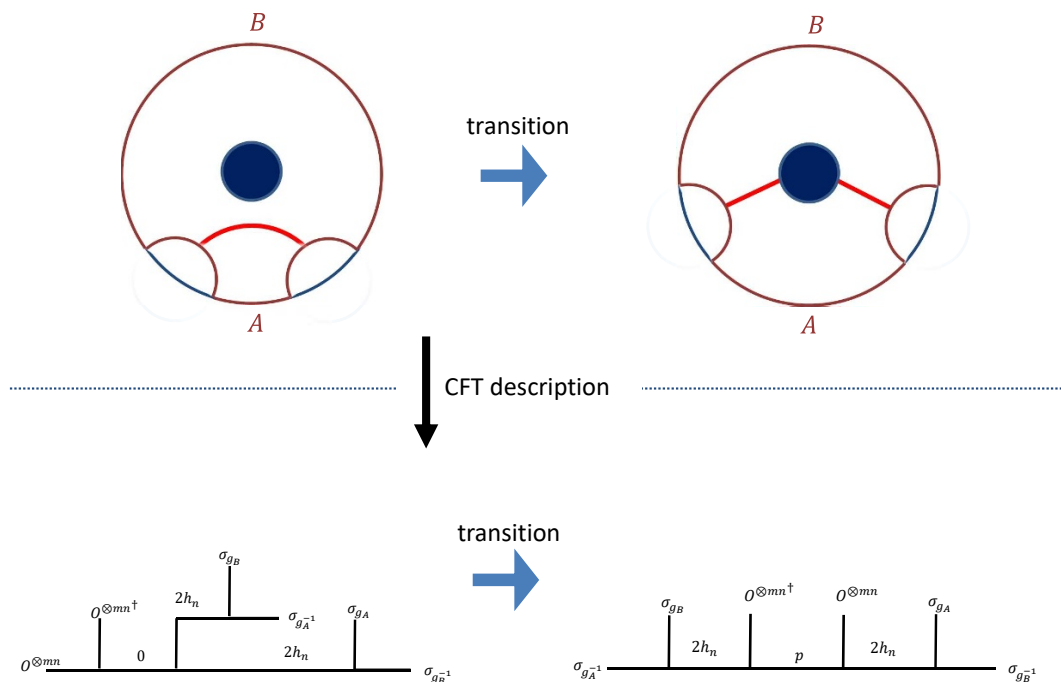 B
B
transition
A
A
CFT description
transition
σ_{g_B}
O^{⊗mn†}
2h_n
σ_{g_A^{-1}}
σ_{g_A}
O^{⊗mn}
0
2h_n
σ_{g_B^{-1}}
σ_{g_B}
O^{⊗mn†}
O^{⊗mn}
σ_{g_A}
σ_{g_A^{-1}}
2h_n
p
2h_n
σ_{g_B^{-1}}